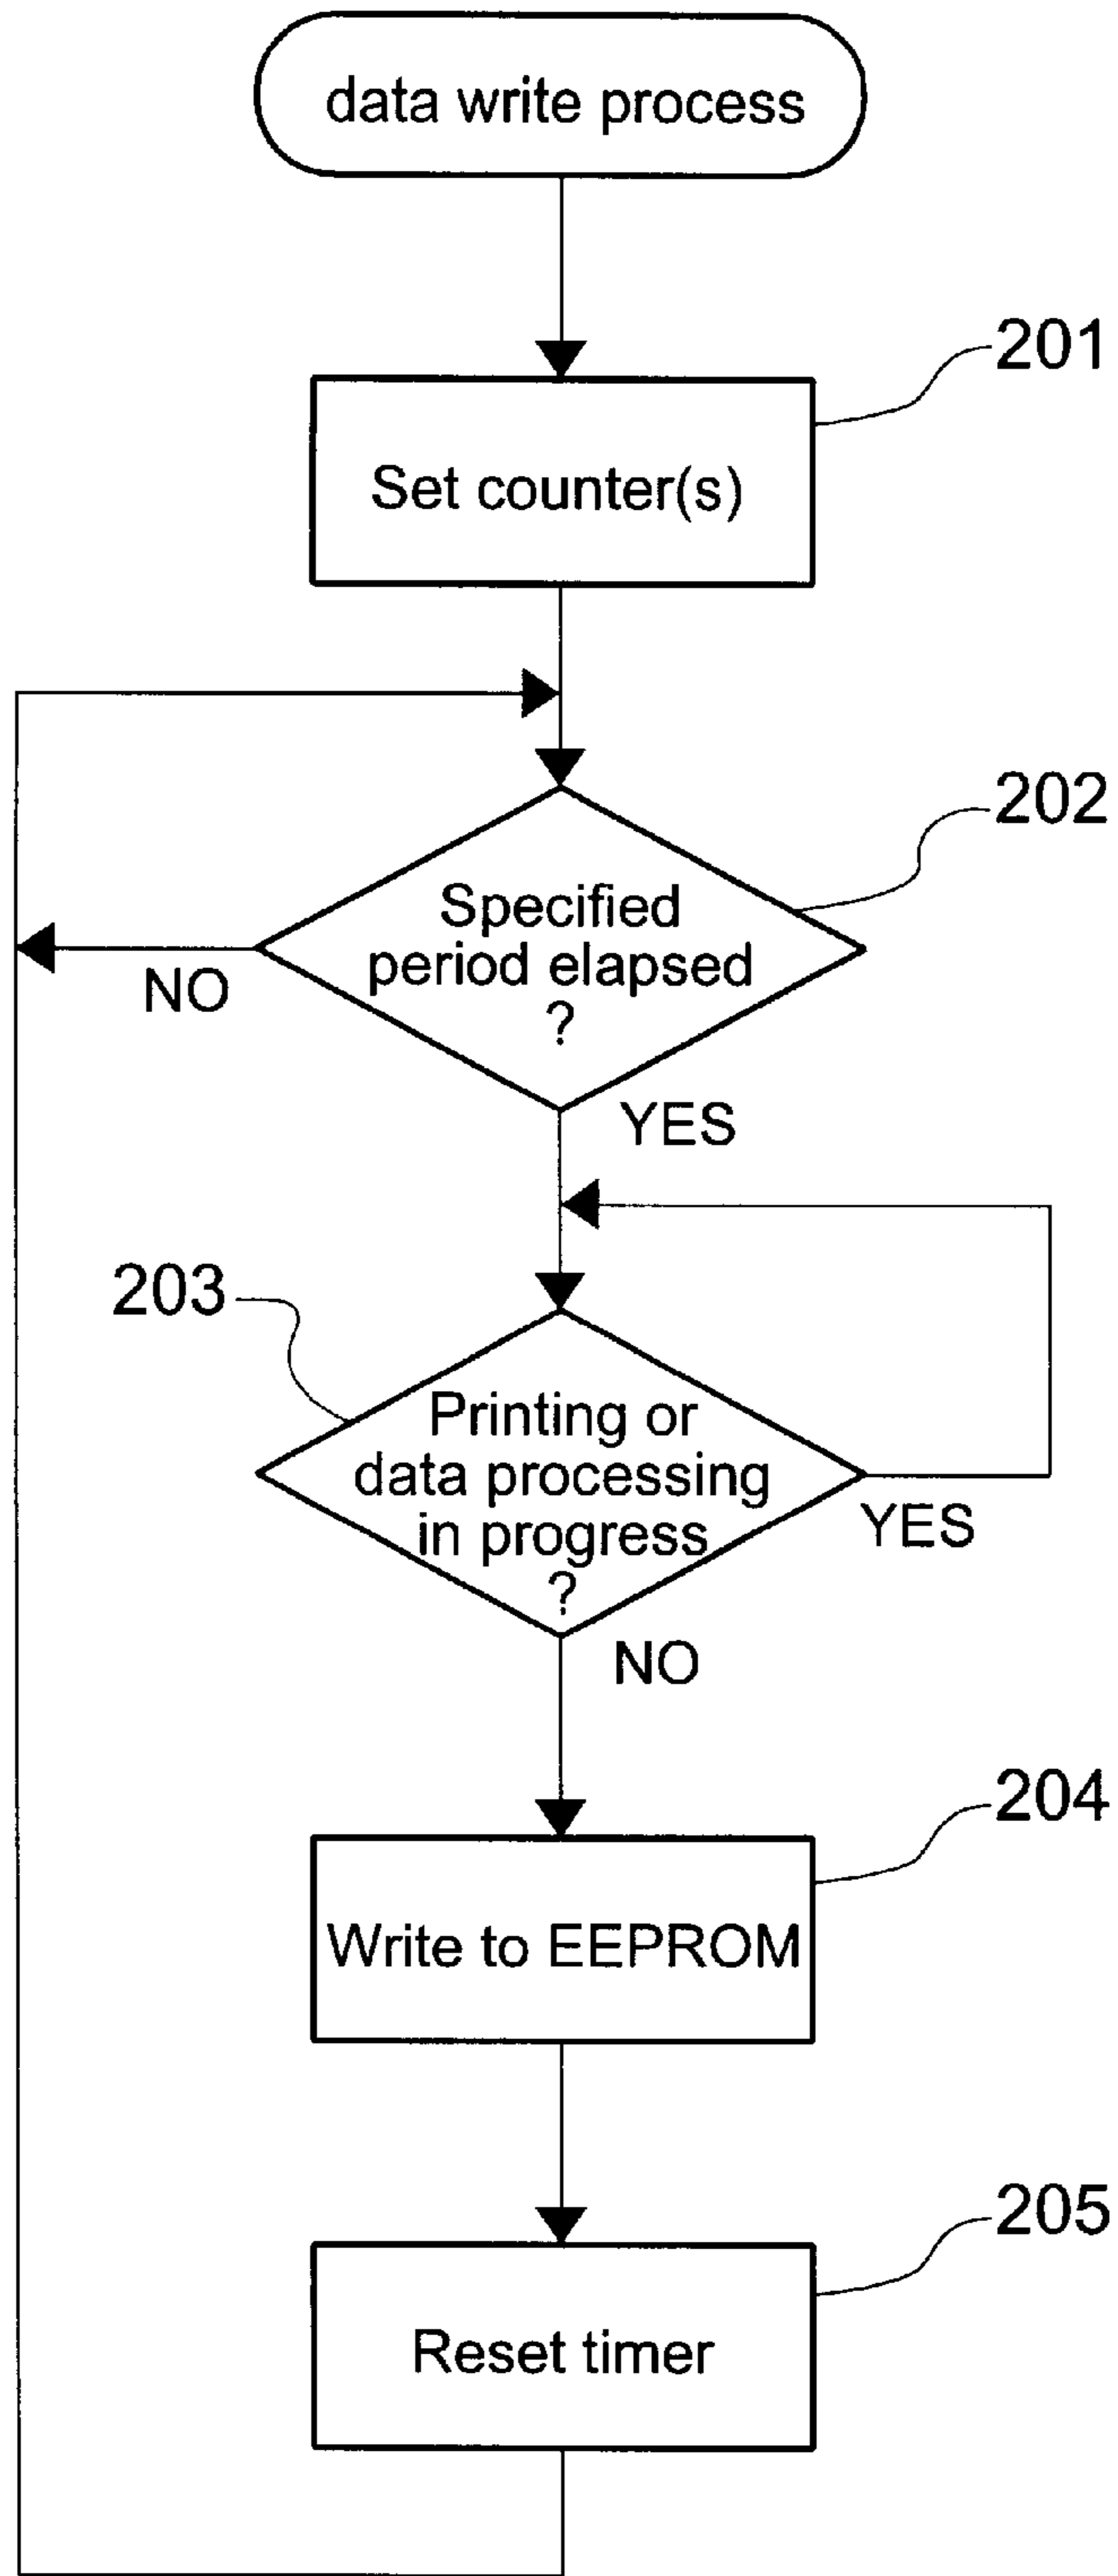 data write process
201
Set counter(s)
202
Specified
period elapsed
?
NO
YES
203
Printing or
data processing
in progress
?
YES
NO
204
Write to EEPROM
205
Reset timer